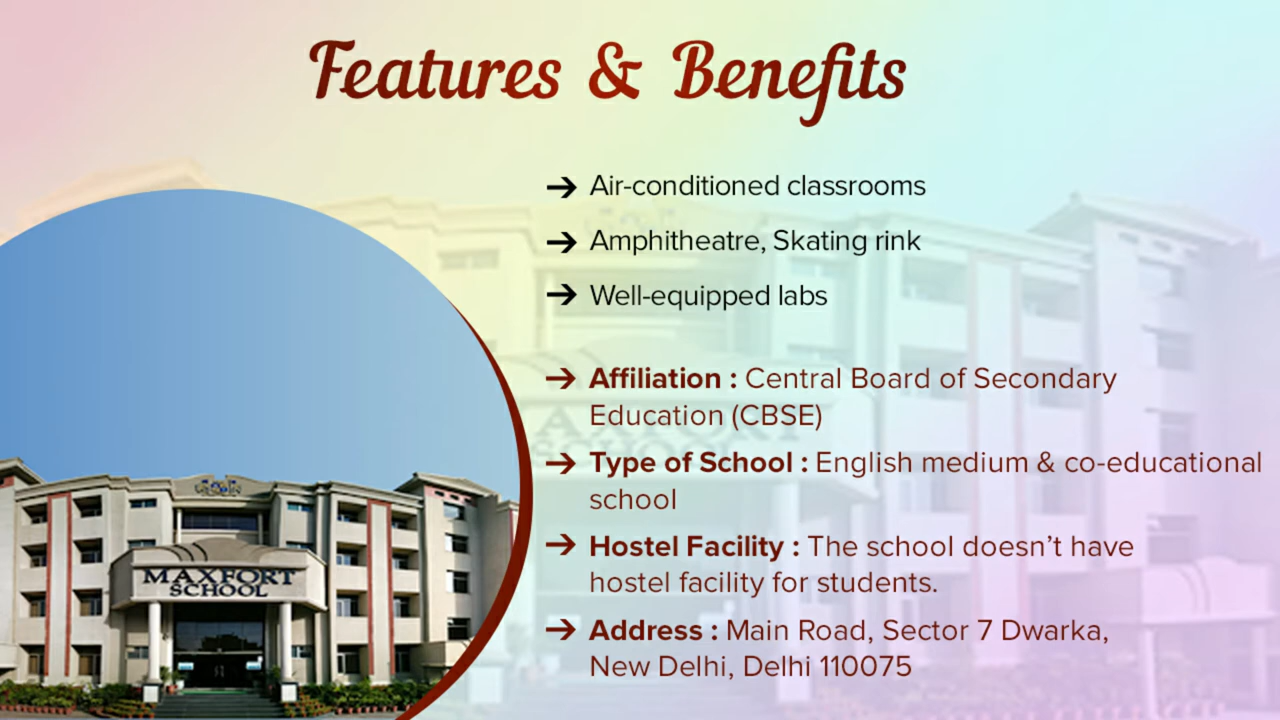 Features & Benefits
→ Air-conditioned classrooms
→ Amphitheatre, Skating rink
→ Well-equipped labs
→ Affiliation : Central Board of Secondary
Education (CBSE)
→ Type of School : English medium & co-educational
school
→ Hostel Facility : The school doesn't have
hostel facility for students.
→ Address : Main Road, Sector 7 Dwarka,
New Delhi, Delhi 110075
MAXFORT
SCHOOL